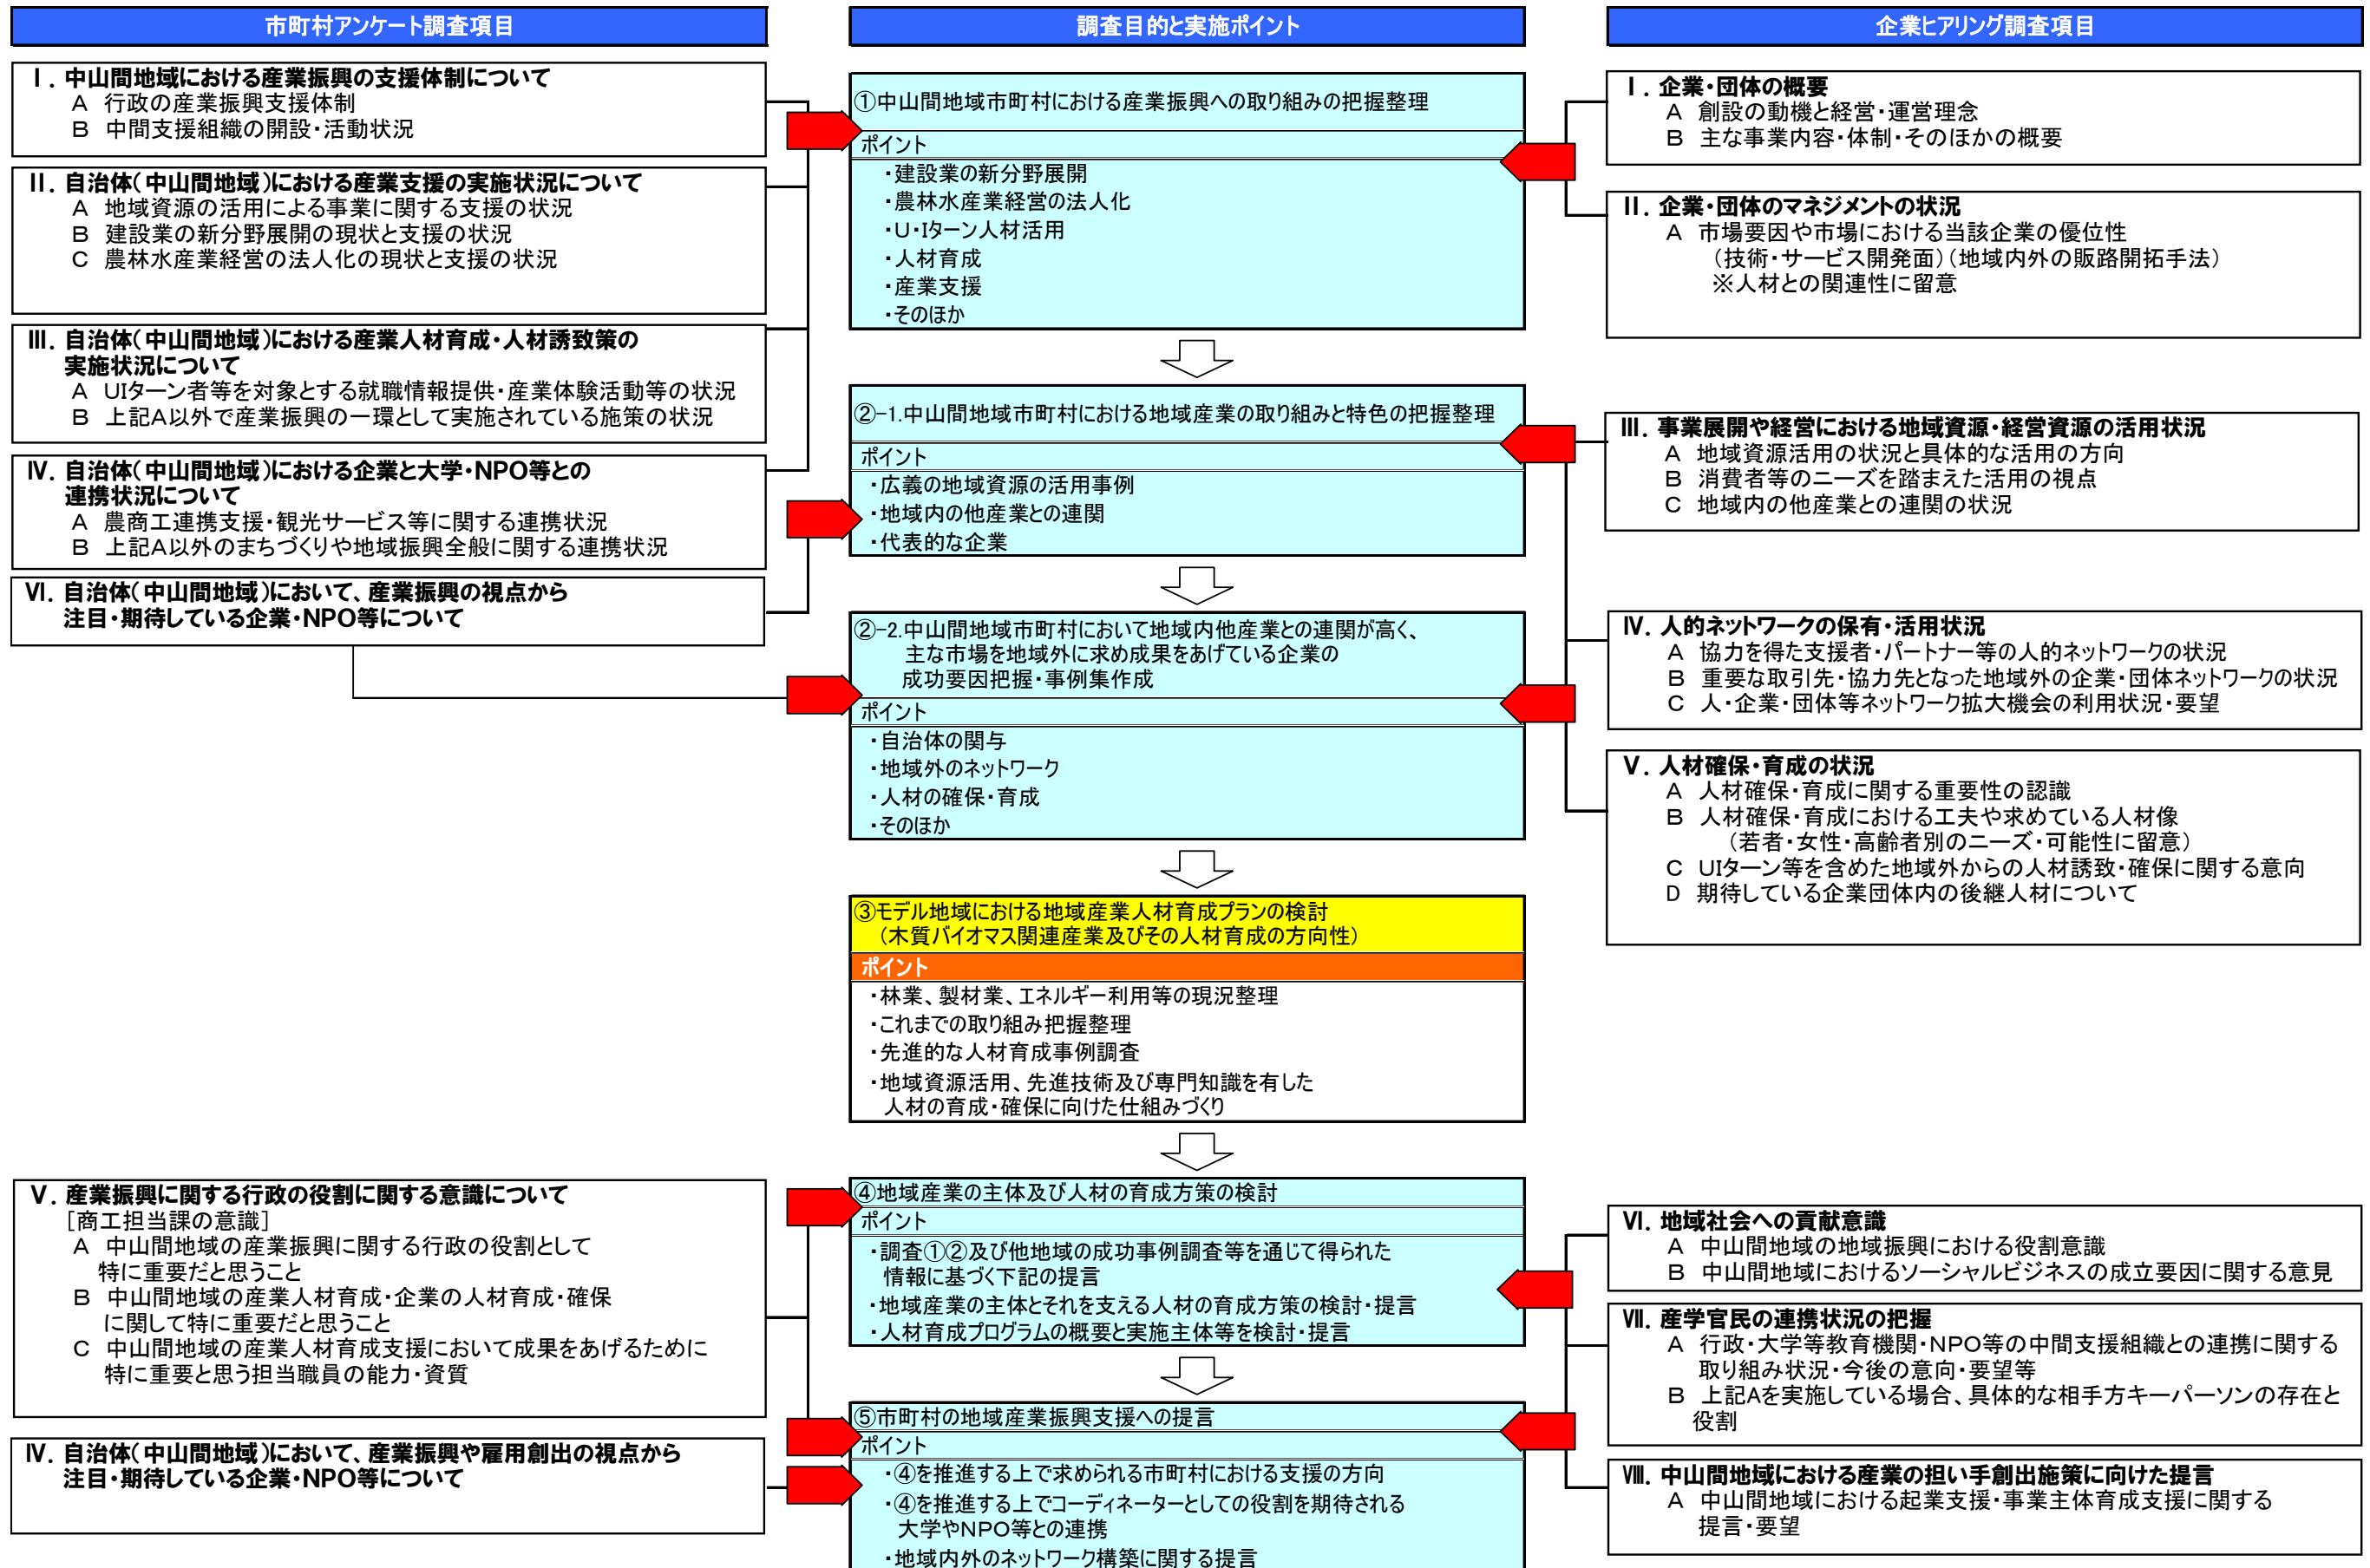 市町村アンケート調査項目
Ⅰ．中山間地域における産業振興の支援体制について
A 行政の産業振興支援体制
B 中間支援組織の開設・活動状況
Ⅱ．自治体（中山間地域）における産業支援の実施状況について
A 地域資源の活用による事業に関する支援の状況
B 建設業の新分野展開の現状と支援の状況
C 農林水産業経営の法人化の現状と支援の状況
Ⅲ．自治体（中山間地域）における産業人材育成・人材誘致策の
実施状況について
A UIターン者等を対象とする就職情報提供・産業体験活動等の状況
B 上記A以外で産業振興の一環として実施されている施策の状況
Ⅳ．自治体（中山間地域）における企業と大学・NPO等との
連携状況について
A 農商工連携支援・観光サービス等に関する連携状況
B 上記A以外のまちづくりや地域振興全般に関する連携状況
Ⅵ．自治体（中山間地域）において、産業振興の視点から
注目・期待している企業・NPO等について
Ⅴ．産業振興に関する行政の役割に関する意識について
［商工担当課の意識］
A 中山間地域の産業振興に関する行政の役割として
特に重要だと思うこと
B 中山間地域の産業人材育成・企業の人材育成・確保
に関して特に重要だと思うこと
C 中山間地域の産業人材育成支援において成果をあげるために
特に重要と思う担当職員の能力・資質
Ⅳ．自治体（中山間地域）において、産業振興や雇用創出の視点から
注目・期待している企業・NPO等について
調査目的と実施ポイント
①中山間地域市町村における産業振興への取り組みの把握整理
ポイント
・建設業の新分野展開
・農林水産業経営の法人化
・U・Iターン人材活用
・人材育成
・産業支援
・そのほか
②-1.中山間地域市町村における地域産業の取り組みと特色の把握整理
ポイント
・広義の地域資源の活用事例
・地域内の他産業との連関
・代表的な企業
②-2.中山間地域市町村において地域内他産業との連関が高く、
主な市場を地域外に求め成果をあげている企業の
成功要因把握・事例集作成
ポイント
・自治体の関与
・地域外のネットワーク
・人材の確保・育成
・そのほか
③モデル地域における地域産業人材育成プランの検討
（木質バイオマス関連産業及びその人材育成の方向性）
ポイント
・林業、製材業、エネルギー利用等の現況整理
・これまでの取り組み把握整理
・先進的な人材育成事例調査
・地域資源活用、先進技術及び専門知識を有した
人材の育成・確保に向けた仕組みづくり
④地域産業の主体及び人材の育成方策の検討
ポイント
・調査①②及び他地域の成功事例調査等を通じて得られた
情報に基づく下記の提言
・地域産業の主体とそれを支える人材の育成方策の検討・提言
・人材育成プログラムの概要と実施主体等を検討・提言
⑤市町村の地域産業振興支援への提言
ポイント
・④を推進する上で求められる市町村における支援の方向
・④を推進する上でコーディネーターとしての役割を期待される
大学やNPO等との連携
・地域内外のネットワーク構築に関する提言
企業ヒアリング調査項目
Ⅰ．企業・団体の概要
A 創設の動機と経営・運営理念
B 主な事業内容・体制・そのほかの概要
Ⅱ．企業・団体のマネジメントの状況
A 市場要因や市場における当該企業の優位性
（技術・サービス開発面）（地域内外の販路開拓手法）
※人材との関連性に留意
Ⅲ．事業展開や経営における地域資源・経営資源の活用状況
A 地域資源活用の状況と具体的な活用の方向
B 消費者等のニーズを踏まえた活用の視点
C 地域内の他産業との連関の状況
Ⅳ．人的ネットワークの保有・活用状況
A 協力を得た支援者・パートナー等の人的ネットワークの状況
B 重要な取引先・協力先となった地域外の企業・団体ネットワークの状況
C 人・企業・団体等ネットワーク拡大機会の利用状況・要望
Ⅴ．人材確保・育成の状況
A 人材確保・育成に関する重要性の認識
B 人材確保・育成における工夫や求めている人材像
（若者・女性・高齢者別のニーズ・可能性に留意）
C UIターン等を含めた地域外からの人材誘致・確保に関する意向
D 期待している企業団体内の後継人材について
Ⅵ．地域社会への貢献意識
A 中山間地域の地域振興における役割意識
B 中山間地域におけるソーシャルビジネスの成立要因に関する意見
Ⅶ．産学官民の連携状況の把握
A 行政・大学等教育機関・NPO等の中間支援組織との連携に関する
取り組み状況・今後の意向・要望等
B 上記Aを実施している場合、具体的な相手方キーパーソンの存在と
役割
Ⅷ．中山間地域における産業の担い手創出施策に向けた提言
A 中山間地域における起業支援・事業主体育成支援に関する
提言・要望